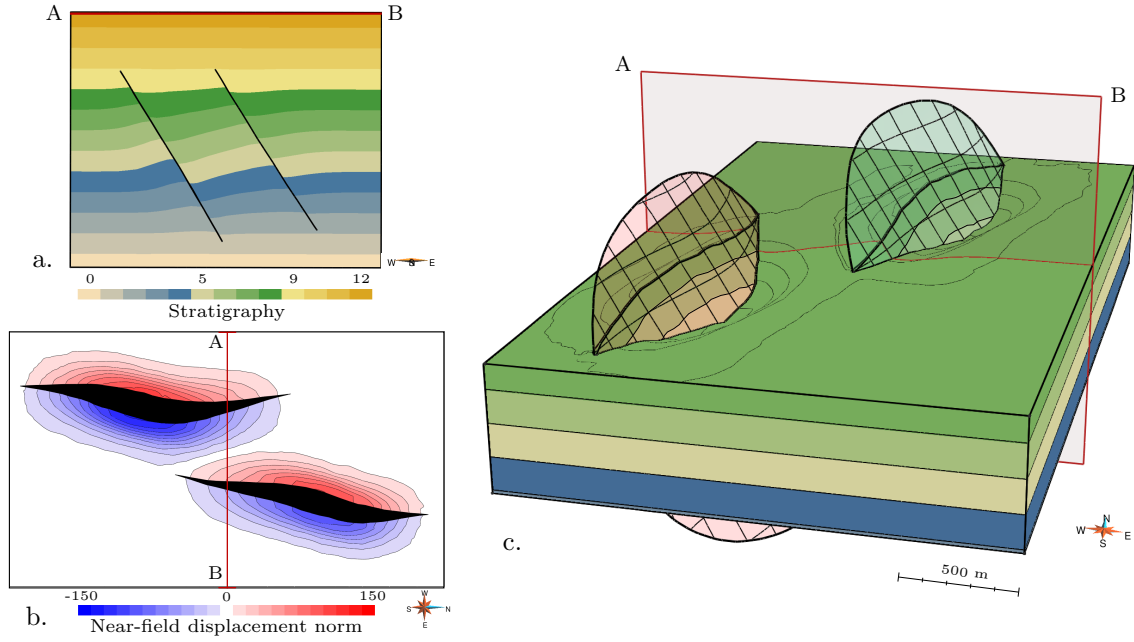 A B
W S E
a.
0 5 9 12
Stratigraphy
A
B
-150 0 150
b.
Near-field displacement norm
W
S N
E
A
B
c.
N
W E
S
500 m